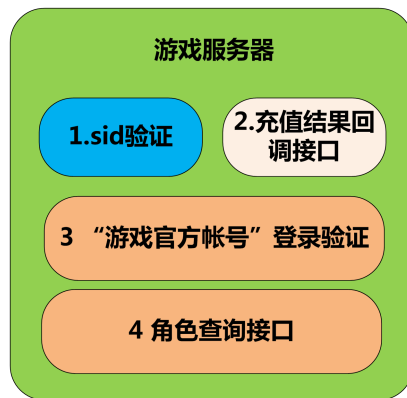 游戏服务器
1.sid验证
2.充值结果回
调接口
3 “游戏官方帐号”登录验证
4 角色查询接口